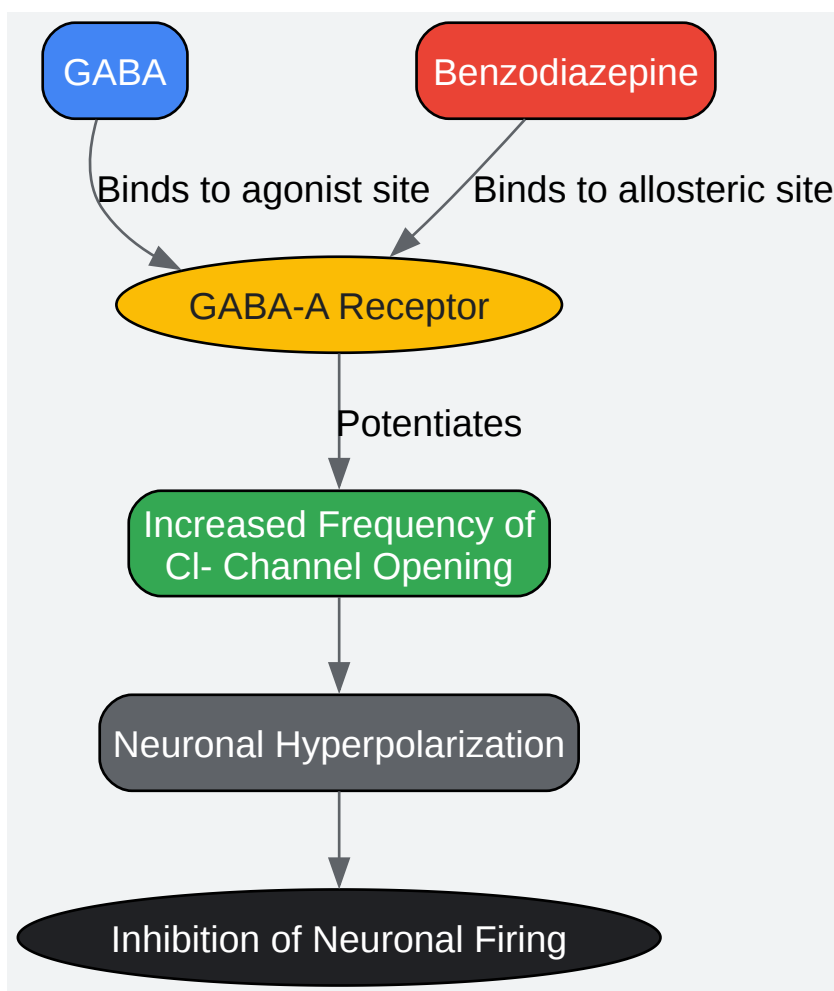 GABA
Benzodiazepine
Binds to agonist site
Binds to allosteric site
GABA-A Receptor
Potentiates
Increased Frequency of
Cl- Channel Opening
Neuronal Hyperpolarization
Inhibition of Neuronal Firing